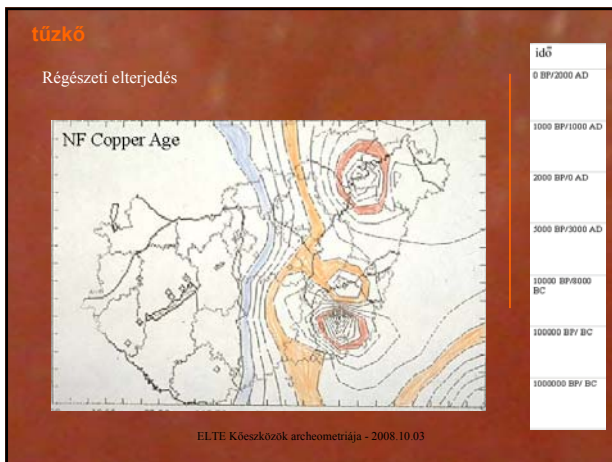 tűzkő
Régészeti elterjedés
NF Copper Age
idő
0 BP/2000 AD
1000 BP/1000 AD
2000 BP/0 AD
5000 BP/3000 AD
10000 BP/8000
BC
100000 BP/ BC
1000000 BP/ BC
ELTE Kőeszközök archeometriája - 2008.10.03